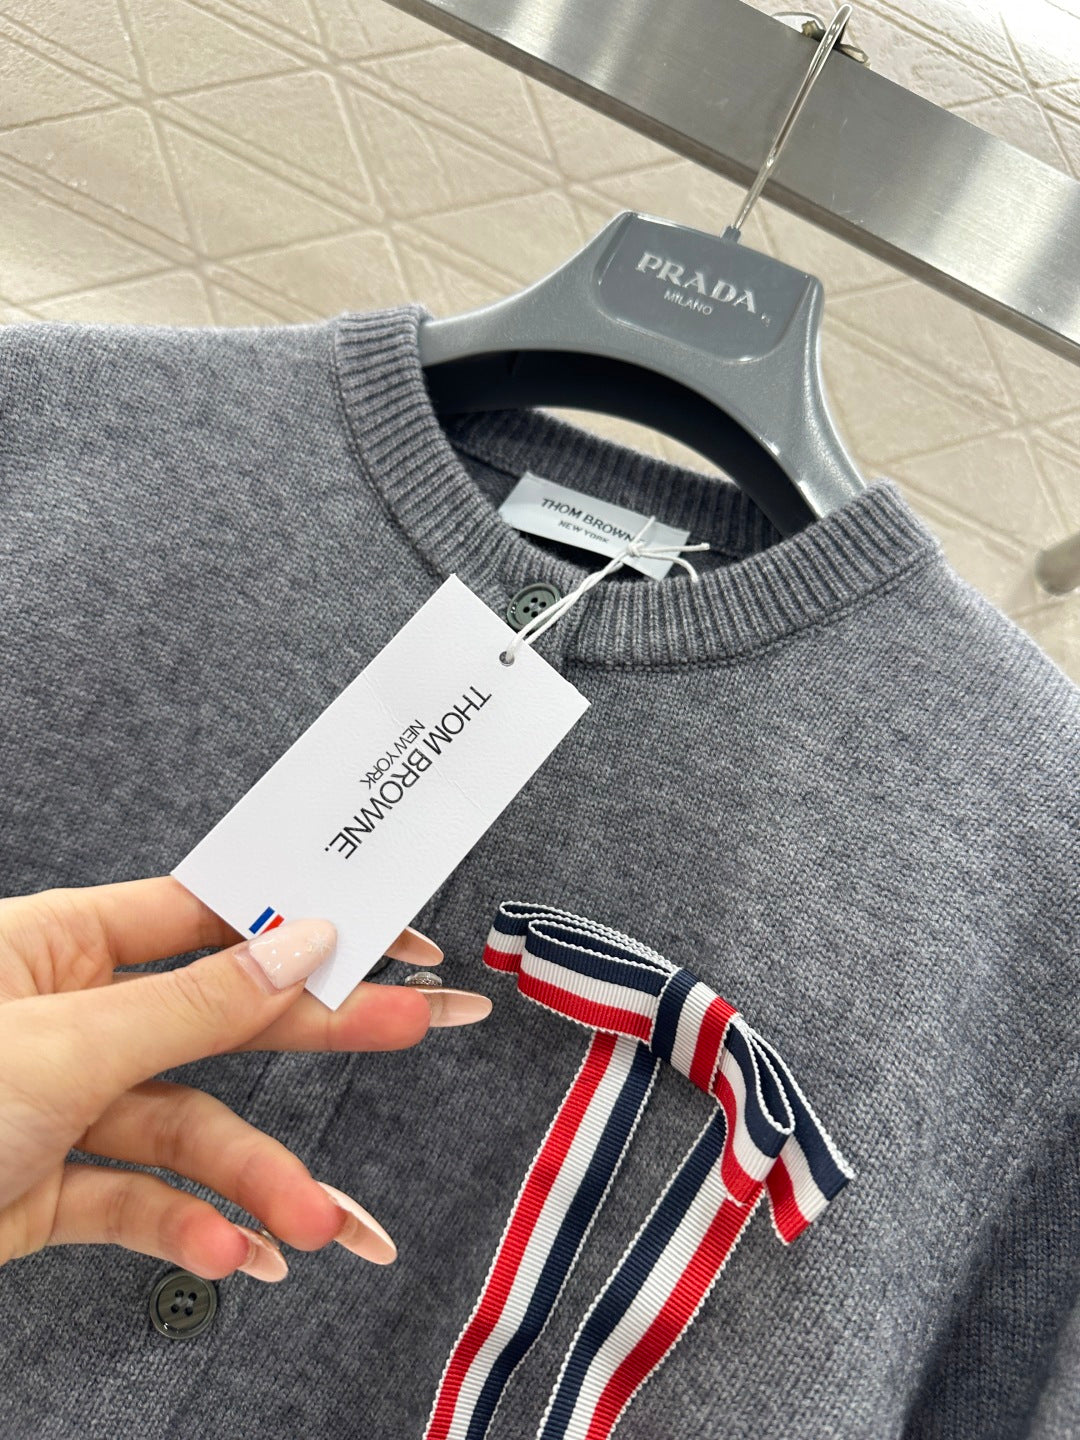 PRADA
MILANO
THOM BROWNE
NEW YORK
THOM BROWNE.
NEW YORK